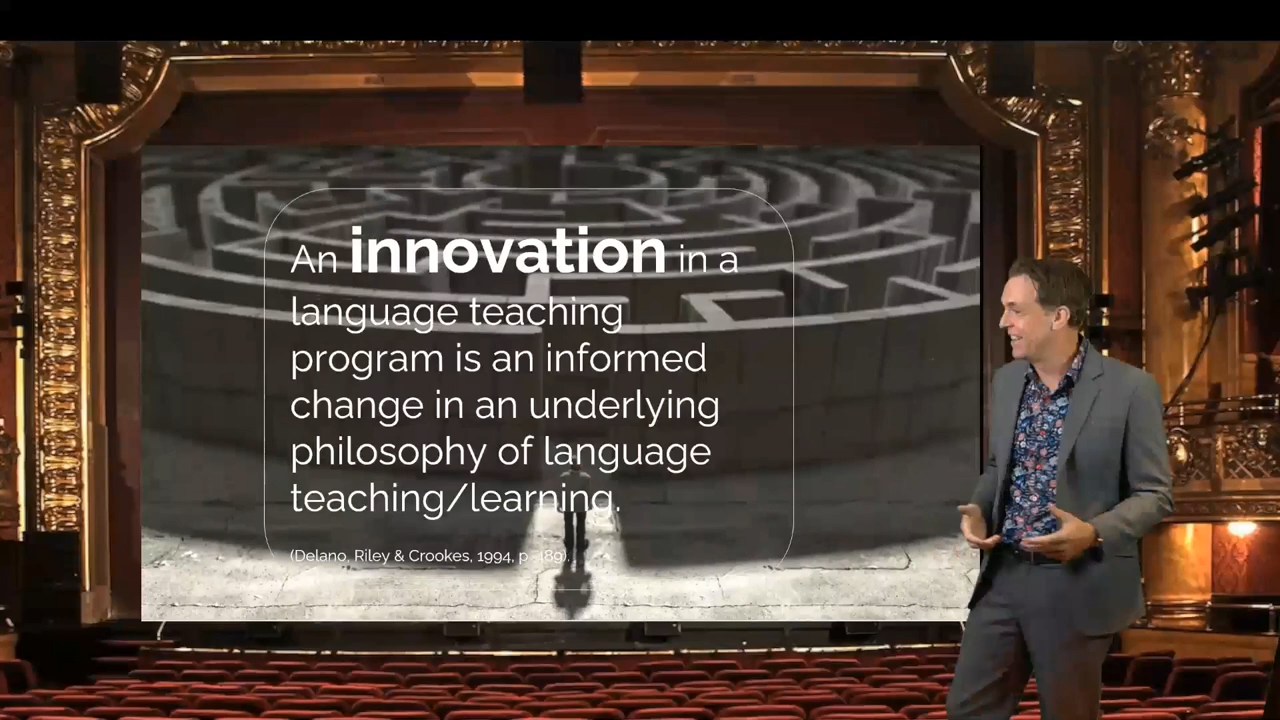 An innovation in a
language teaching
program is an informed
change in an underlying
philosophy of language
teaching/learning.
(Delano, Riley & Crookes, 1994, p. 489).